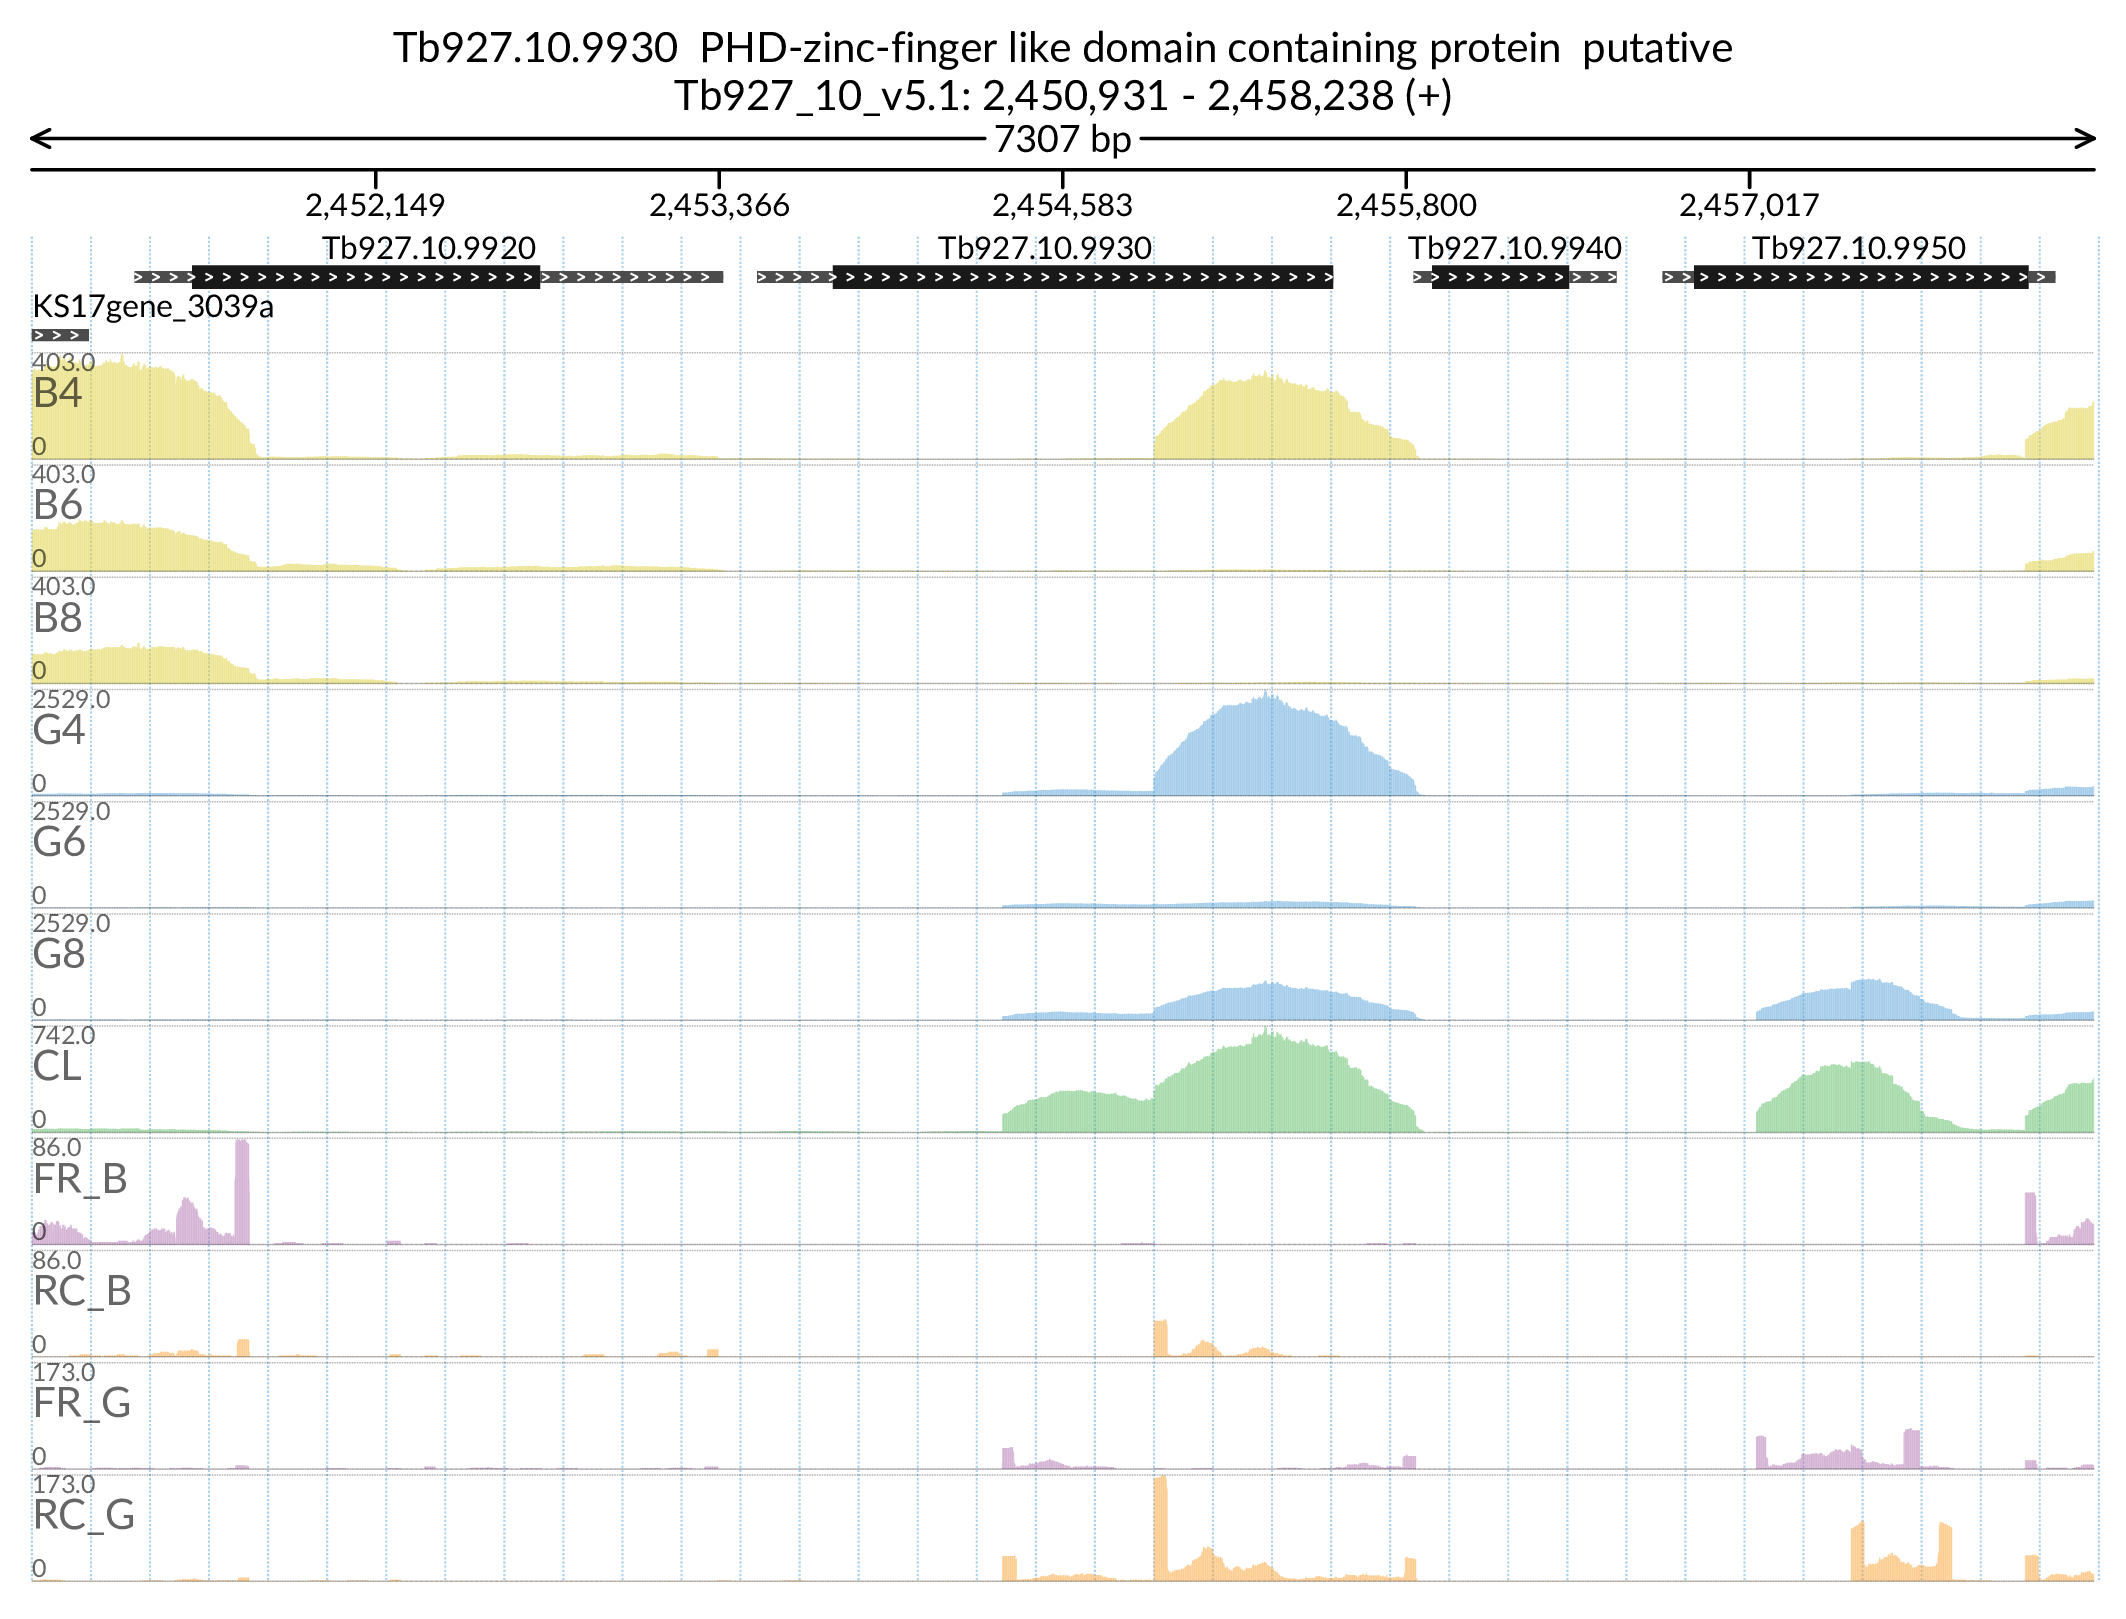 Tb927.10.9930 PHD-zinc-finger like domain containing protein putative
Tb927_10_v5.1: 2,450,931 - 2,458,238 (+)
7307 bp
2,452,149 2,453,366 2,454,583 2,455,800 2,457,017
Tb927.10.9920 Tb927.10.9930 Tb927.10.9940 Tb927.10.9950
KS17gene_3039a
403.0
B4
0
403.0
B6
0
403.0
B8
0
2529.0
G4
0
2529.0
G6
0
2529.0
G8
0
742.0
CL
0
86.0
FR_B
0
86.0
RC_B
0
173.0
FR_G
0
173.0
RC_G
0